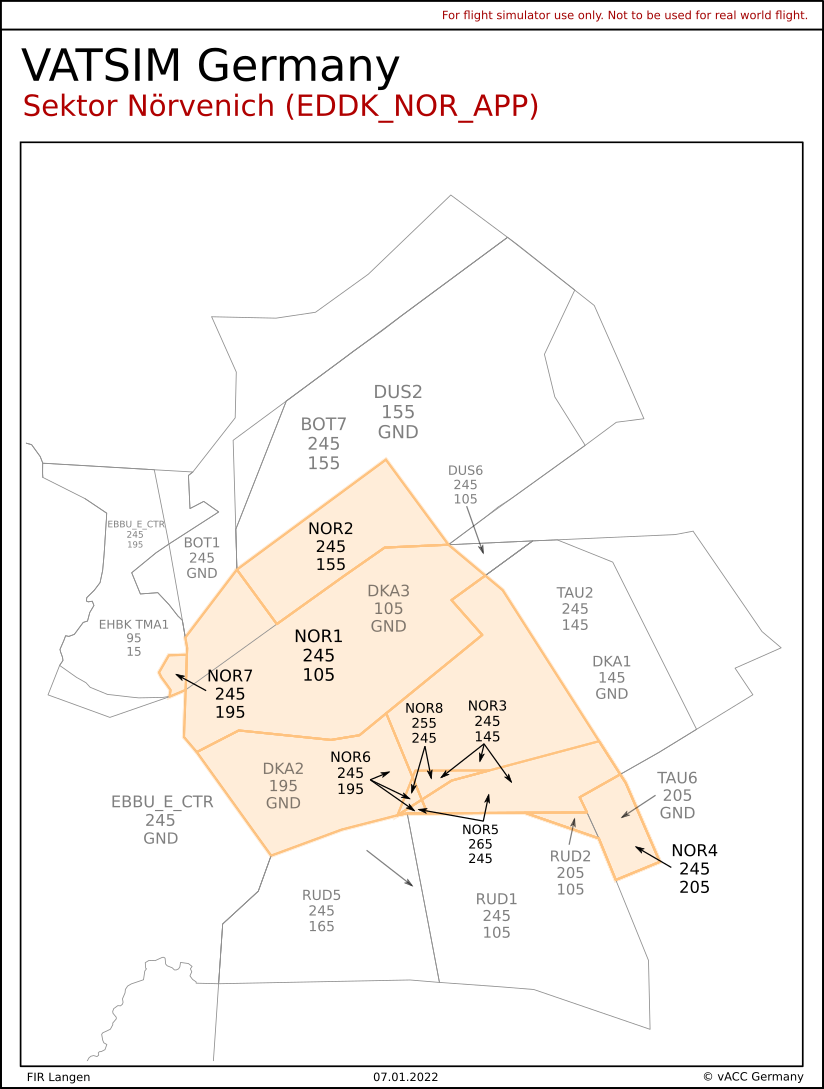 For flight simulator use only. Not to be used for real world flight.
VATSIM Germany
Sektor Nörvenich (EDDK_NOR_APP)
DUS2
155
GND
BOT7
245
155
DUS6
245
105
EBBU_E_CTR
245
195
BOT1
245
GND
NOR2
245
155
DKA3
105
GND
TAU2
245
145
EHBK TMA1
95
15
NOR1
245
105
DKA1
145
GND
NOR7
245
195
NOR8
255
245
NOR3
245
145
NOR6
245
195
DKA2
195
GND
EBBU_E_CTR
245
GND
TAU6
205
GND
NOR5
265
245
RUD2
205
105
NOR4
245
205
RUD5
245
165
RUD1
245
105
FIR Langen
07.01.2022
© vACC Germany